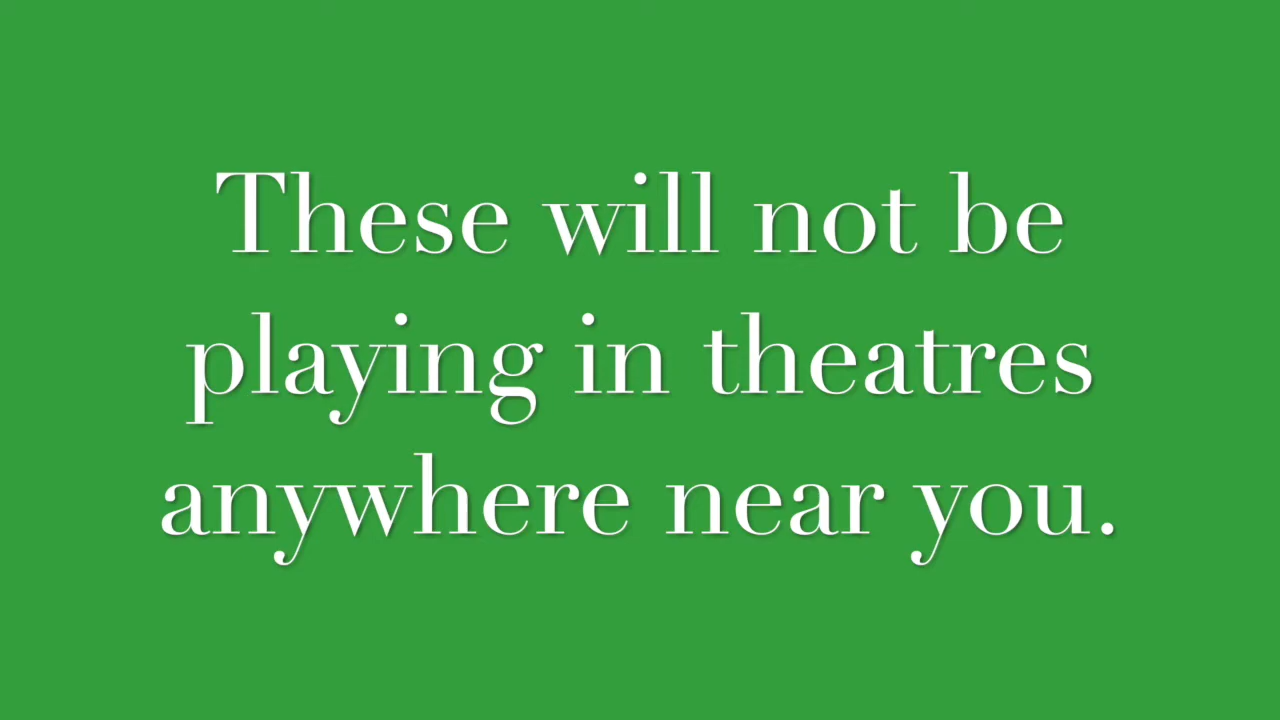 These will not be
playing in theatres
anywhere near you.